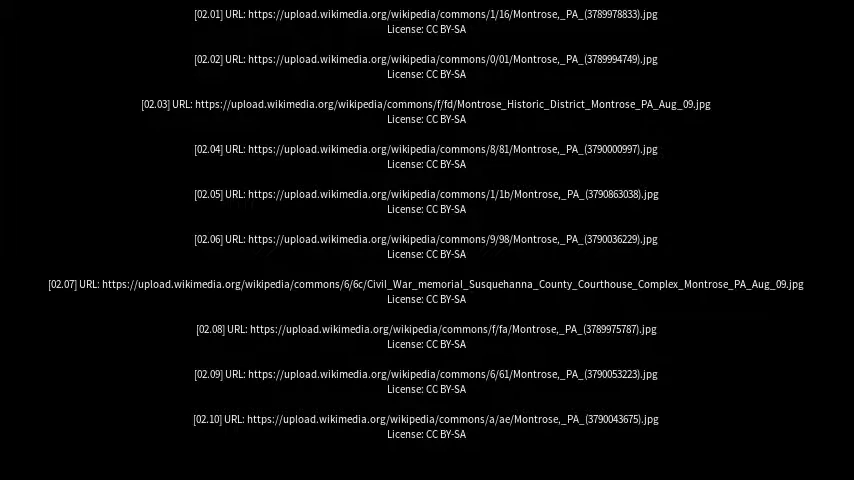 [02.01] URL: https://upload.wikimedia.org/wikipedia/commons/1/16/Montrose,_PA_(3789978833).jpg
License: CC BY-SA
[02.02] URL: https://upload.wikimedia.org/wikipedia/commons/0/01/Montrose,_PA_(3789994749).jpg
License: CC BY-SA
[02.03] URL: https://upload.wikimedia.org/wikipedia/commons/f/fd/Montrose_Historic_District_Montrose_PA_Aug_09.jpg
License: CC BY-SA
[02.04] URL: https://upload.wikimedia.org/wikipedia/commons/8/81/Montrose,_PA_(3790000997).jpg
License: CC BY-SA
[02.05] URL: https://upload.wikimedia.org/wikipedia/commons/1/1b/Montrose,_PA_(3790863038).jpg
License: CC BY-SA
[02.06] URL: https://upload.wikimedia.org/wikipedia/commons/9/98/Montrose,_PA_(3790036229).jpg
License: CC BY-SA
[02.07] URL: https://upload.wikimedia.org/wikipedia/commons/6/6c/Civil_War_memorial_Susquehanna_County_Courthouse_Complex_Montrose_PA_Aug_09.jpg
License: CC BY-SA
[02.08] URL: https://upload.wikimedia.org/wikipedia/commons/f/fa/Montrose,_PA_(3789975787).jpg
License: CC BY-SA
[02.09] URL: https://upload.wikimedia.org/wikipedia/commons/6/61/Montrose,_PA_(3790053223).jpg
License: CC BY-SA
[02.10] URL: https://upload.wikimedia.org/wikipedia/commons/a/ae/Montrose,_PA_(3790043675).jpg
License: CC BY-SA